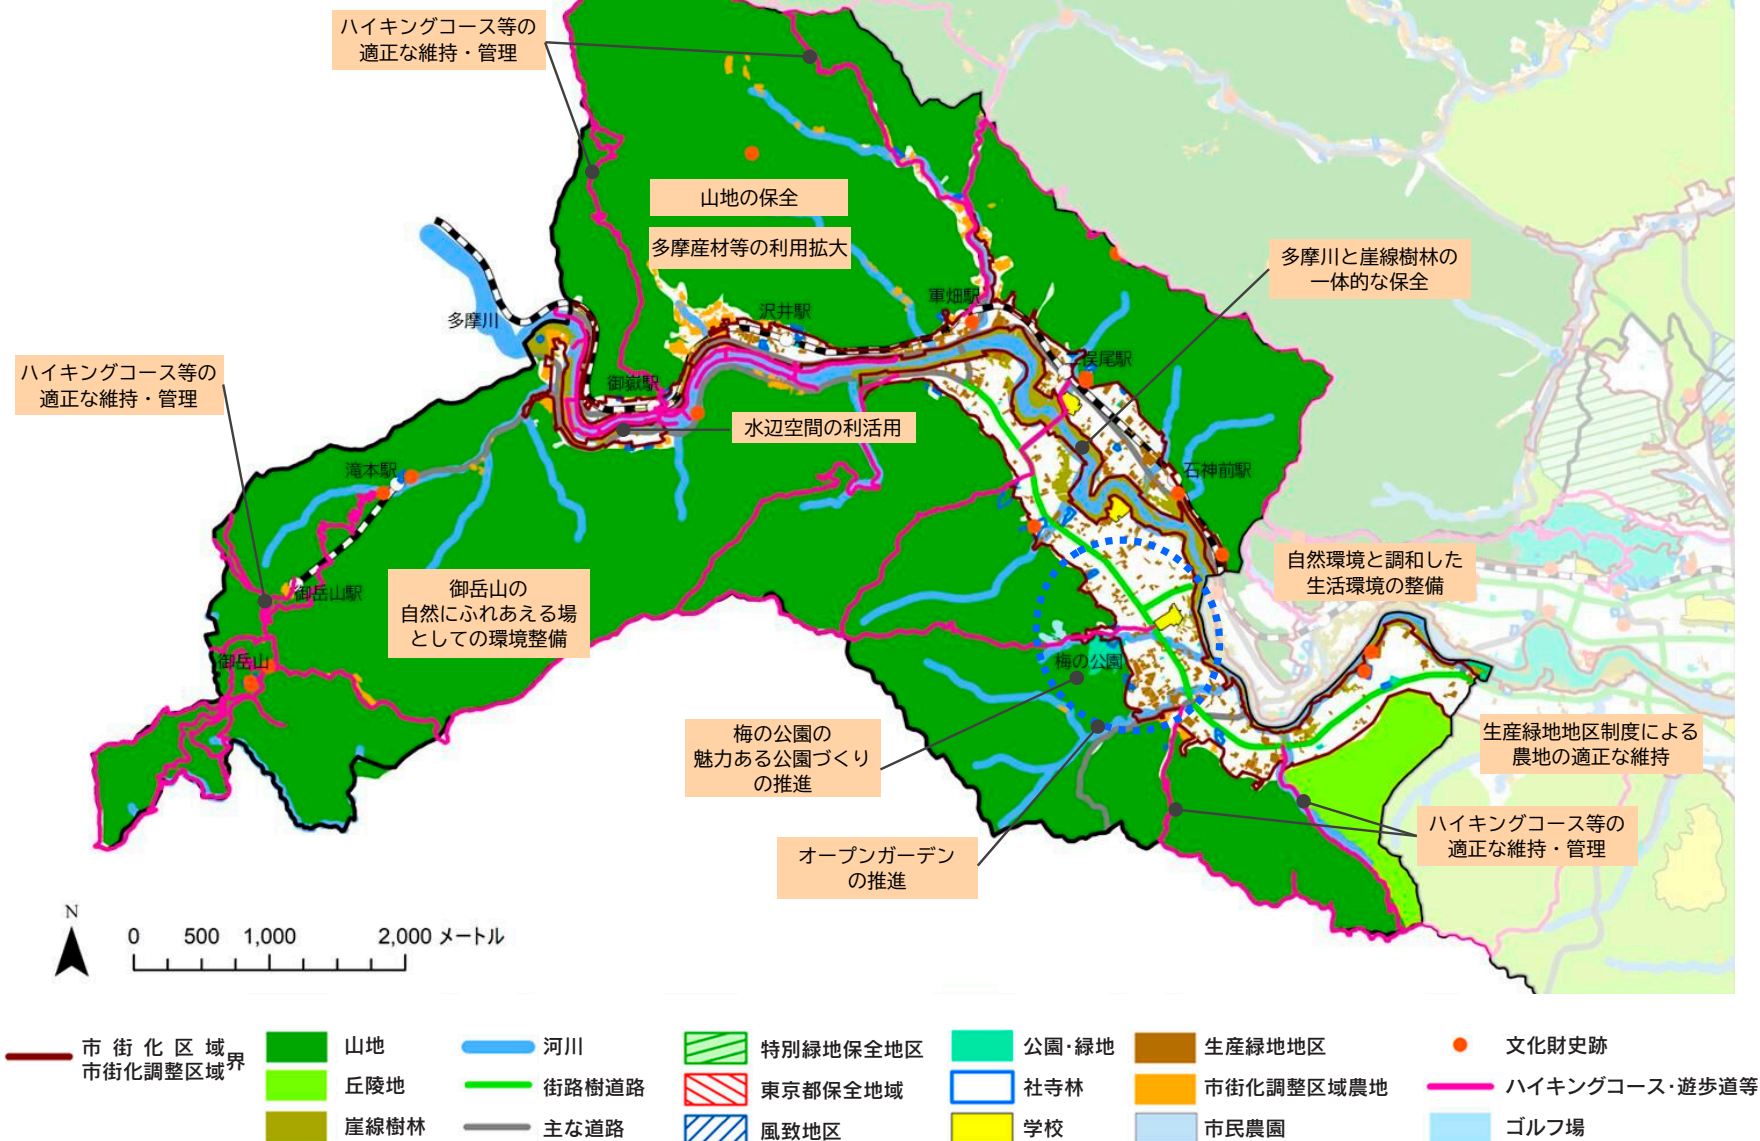 ハイキングコース等の
適正な維持・管理
山地の保全
多摩産材等の利用拡大
多摩川と崖線樹林の
一体的な保全
軍畑駅
沢井駅
多摩川
二俣尾駅
ハイキングコース等の
適正な維持・管理
御嶽駅
水辺空間の利活用
滝本駅
石神前駅
自然環境と調和した
生活環境の整備
御岳山の
自然にふれあえる場
としての環境整備
御岳山駅
御岳山
梅の公園
梅の公園の
魅力ある公園づくり
の推進
生産緑地地区制度による
農地の適正な維持
ハイキングコース等の
適正な維持・管理
オープンガーデン
の推進
N
0 500 1,000 2,000 メートル
市街化区域
市街化調整区域界
山地
丘陵地
崖線樹林
河川
街路樹道路
主な道路
特別緑地保全地区
東京都保全地域
風致地区
公園・緑地
社寺林
学校
生産緑地地区
市街化調整区域農地
市民農園
文化財史跡
ハイキングコース・遊歩道等
ゴルフ場